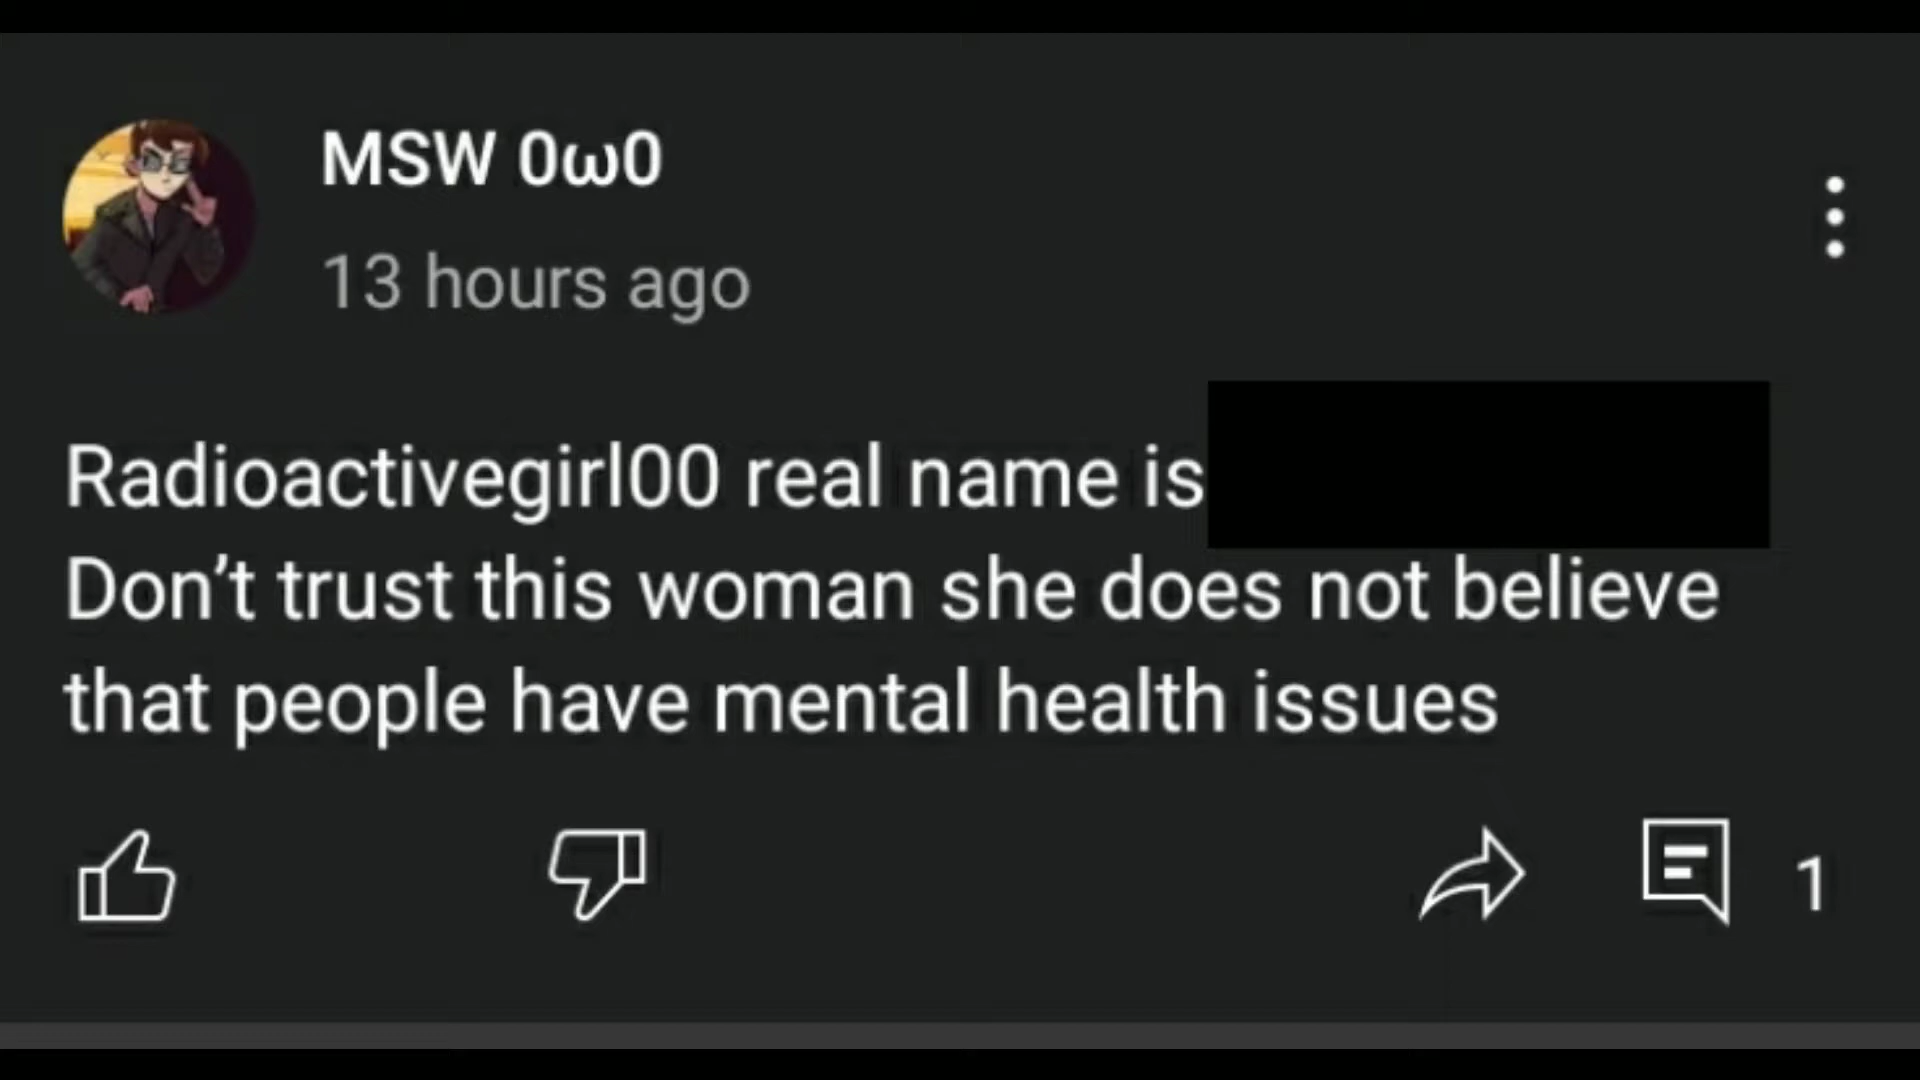 MSW 0ω0
13 hours ago
Radioactivegirl00 real name is
Don't trust this woman she does not believe
that people have mental health issues
1